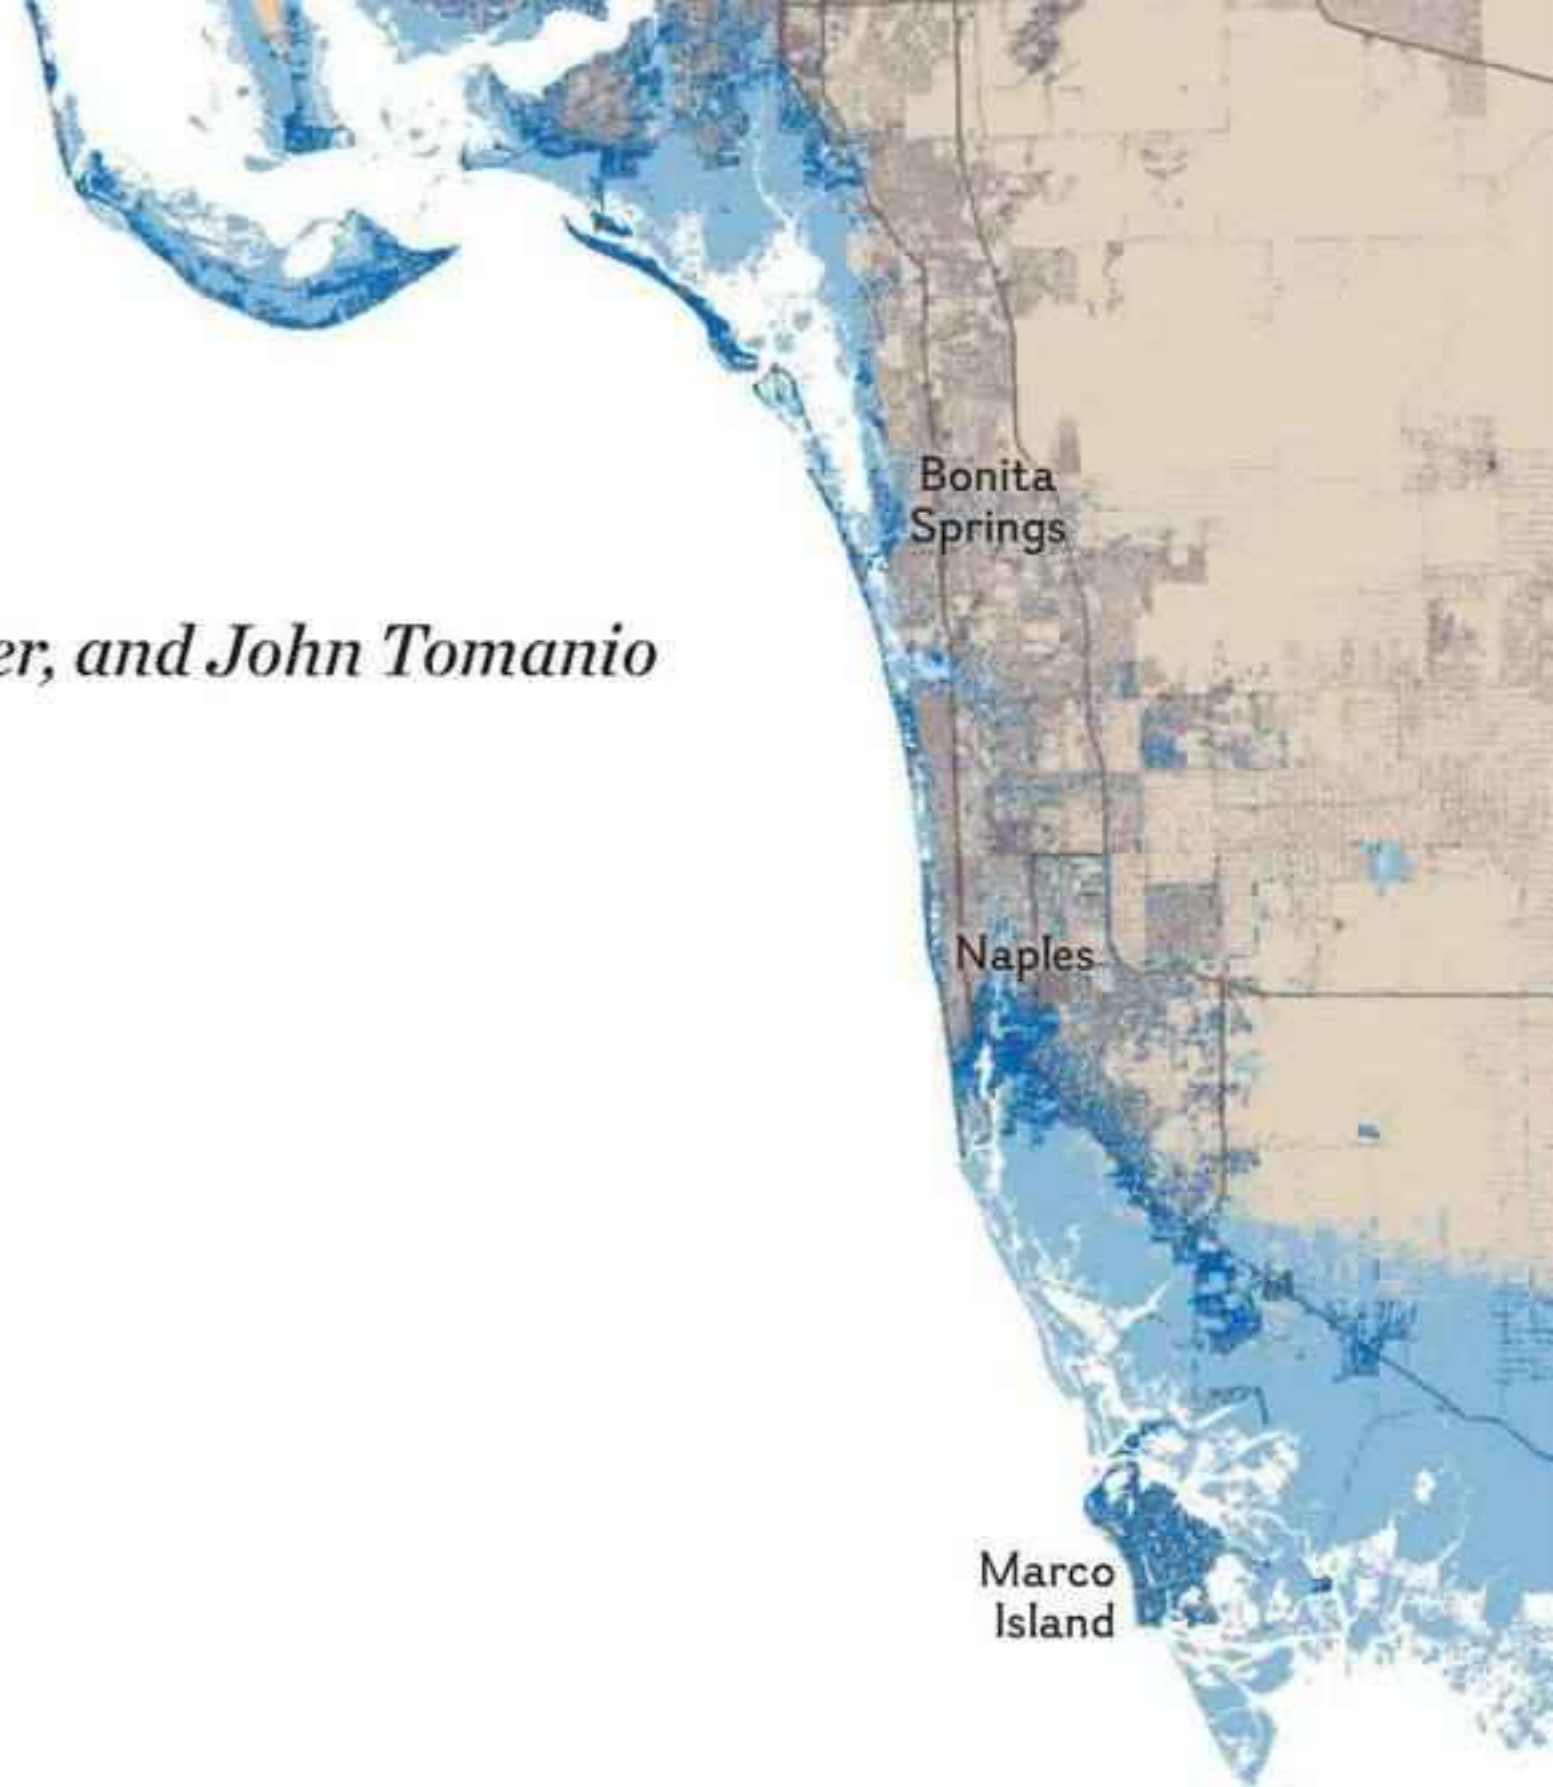 Bonita
Springs
er, and John Tomanio
Naples
Marco
Island